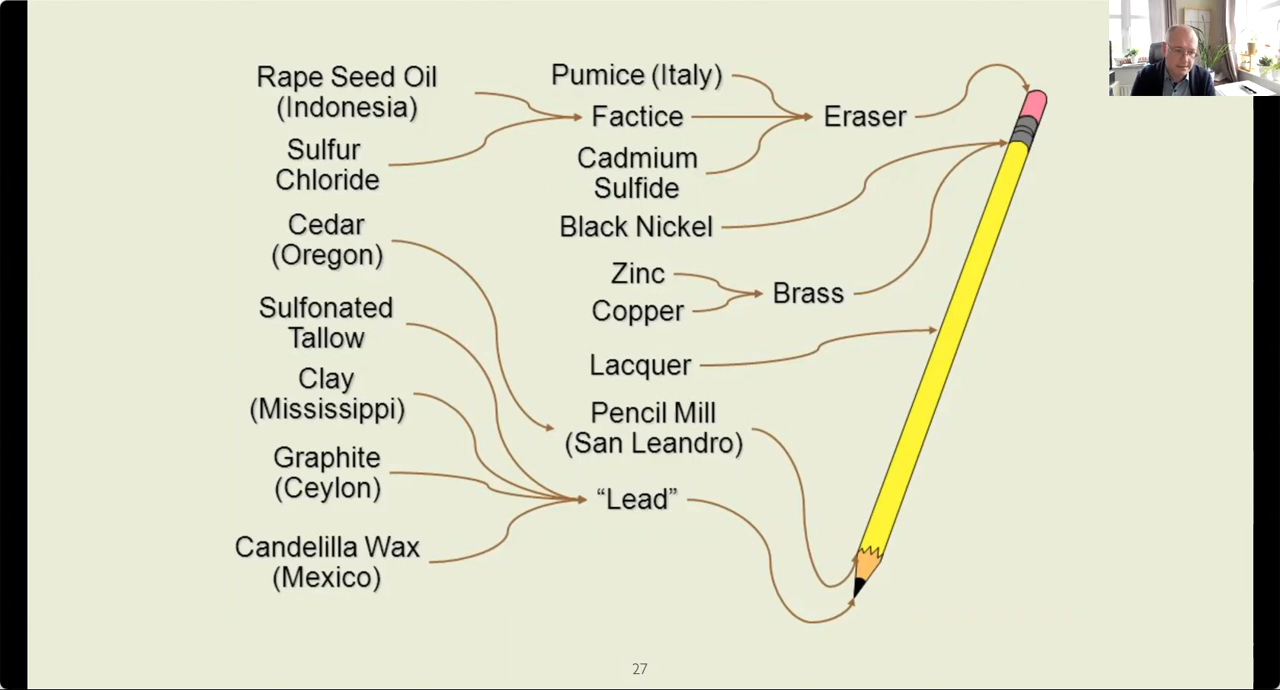 Rape Seed Oil
(Indonesia)
Sulfur
Chloride
Cedar
(Oregon)
Sulfonated
Tallow
Clay
(Mississippi)
Graphite
(Ceylon)
Candelilla Wax
(Mexico)
Pumice (Italy)
Factice
Cadmium
Sulfide
Eraser
Black Nickel
Zinc
Copper
Brass
Lacquer
Pencil Mill
(San Leandro)
“Lead”
27